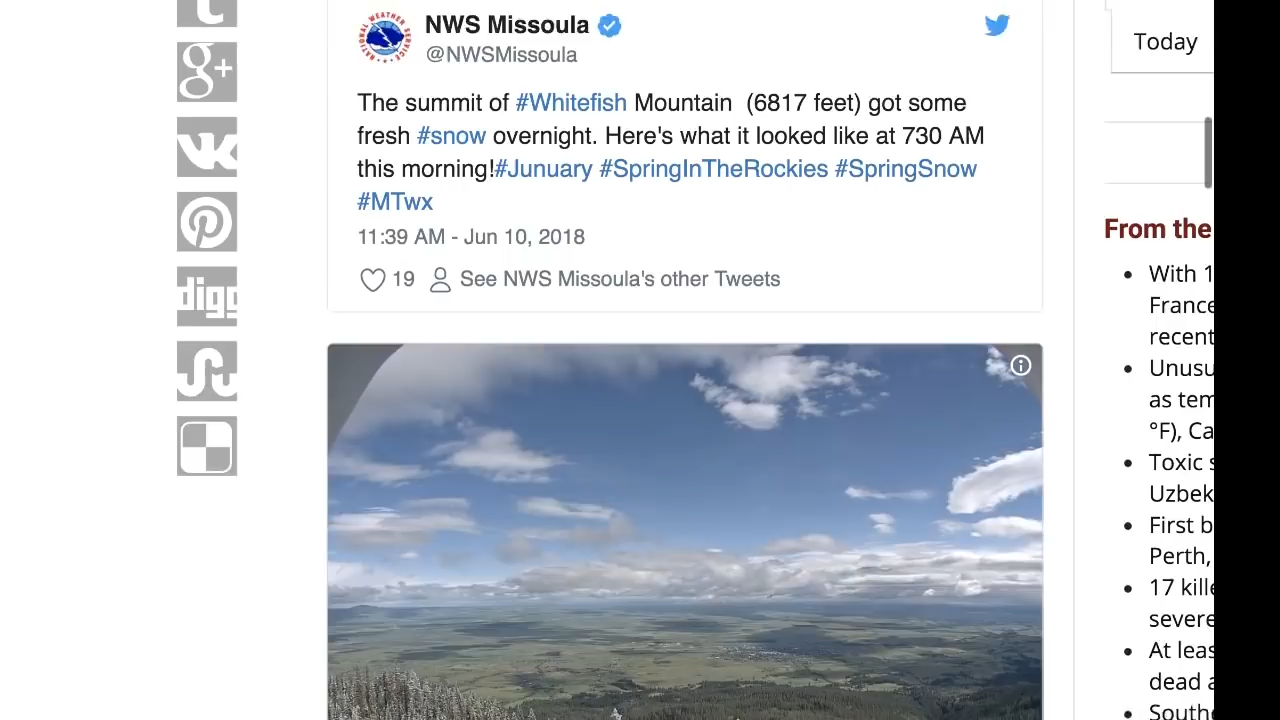 NWS Missoula
@NWSMissoula
The summit of #Whitefish Mountain (6817 feet) got some
fresh #snow overnight. Here's what it looked like at 730 AM
this morning!#Junuary #SpringInTheRockies #SpringSnow
#MTwx
11:39 AM - Jun 10, 2018
19 See NWS Missoula's other Tweets
g+
digg
Today
From the
With 1
France
recent
Unusu
as tem
°F), Ca
Toxic s
Uzbek
First b
Perth,
17 kille
severe
At leas
dead a
South